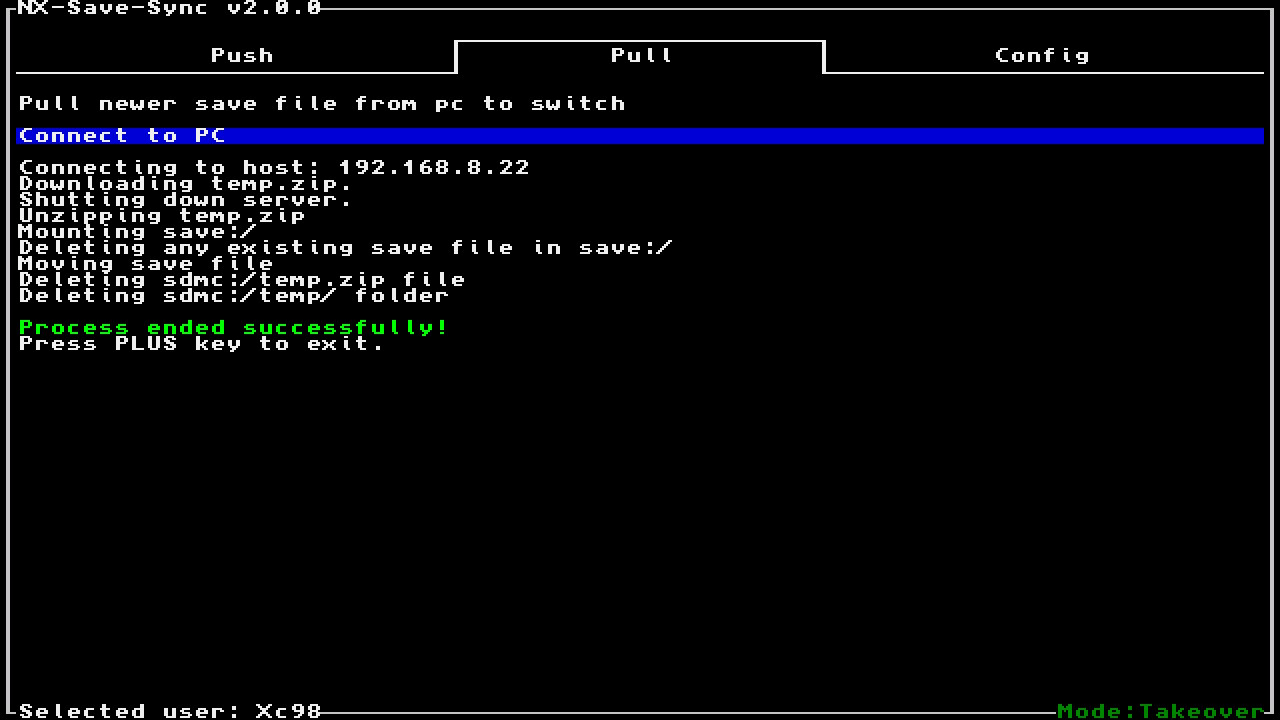 NX-Save-Sync v2.0.0
Push Pull Config
Pull newer save file from pc to switch
Connect to PC
Connecting to host: 192.168.8.22
Downloading temp.zip.
Shutting down server.
Unzipping temp.zip
Mounting save:/
Deleting any existing save file in save:/
Moving save file
Deleting sdmc:/temp.zip file
Deleting sdmc:/temp/ folder
Process ended successfully!
Press PLUS key to exit.
Selected user: Xc98 Mode:Takeover